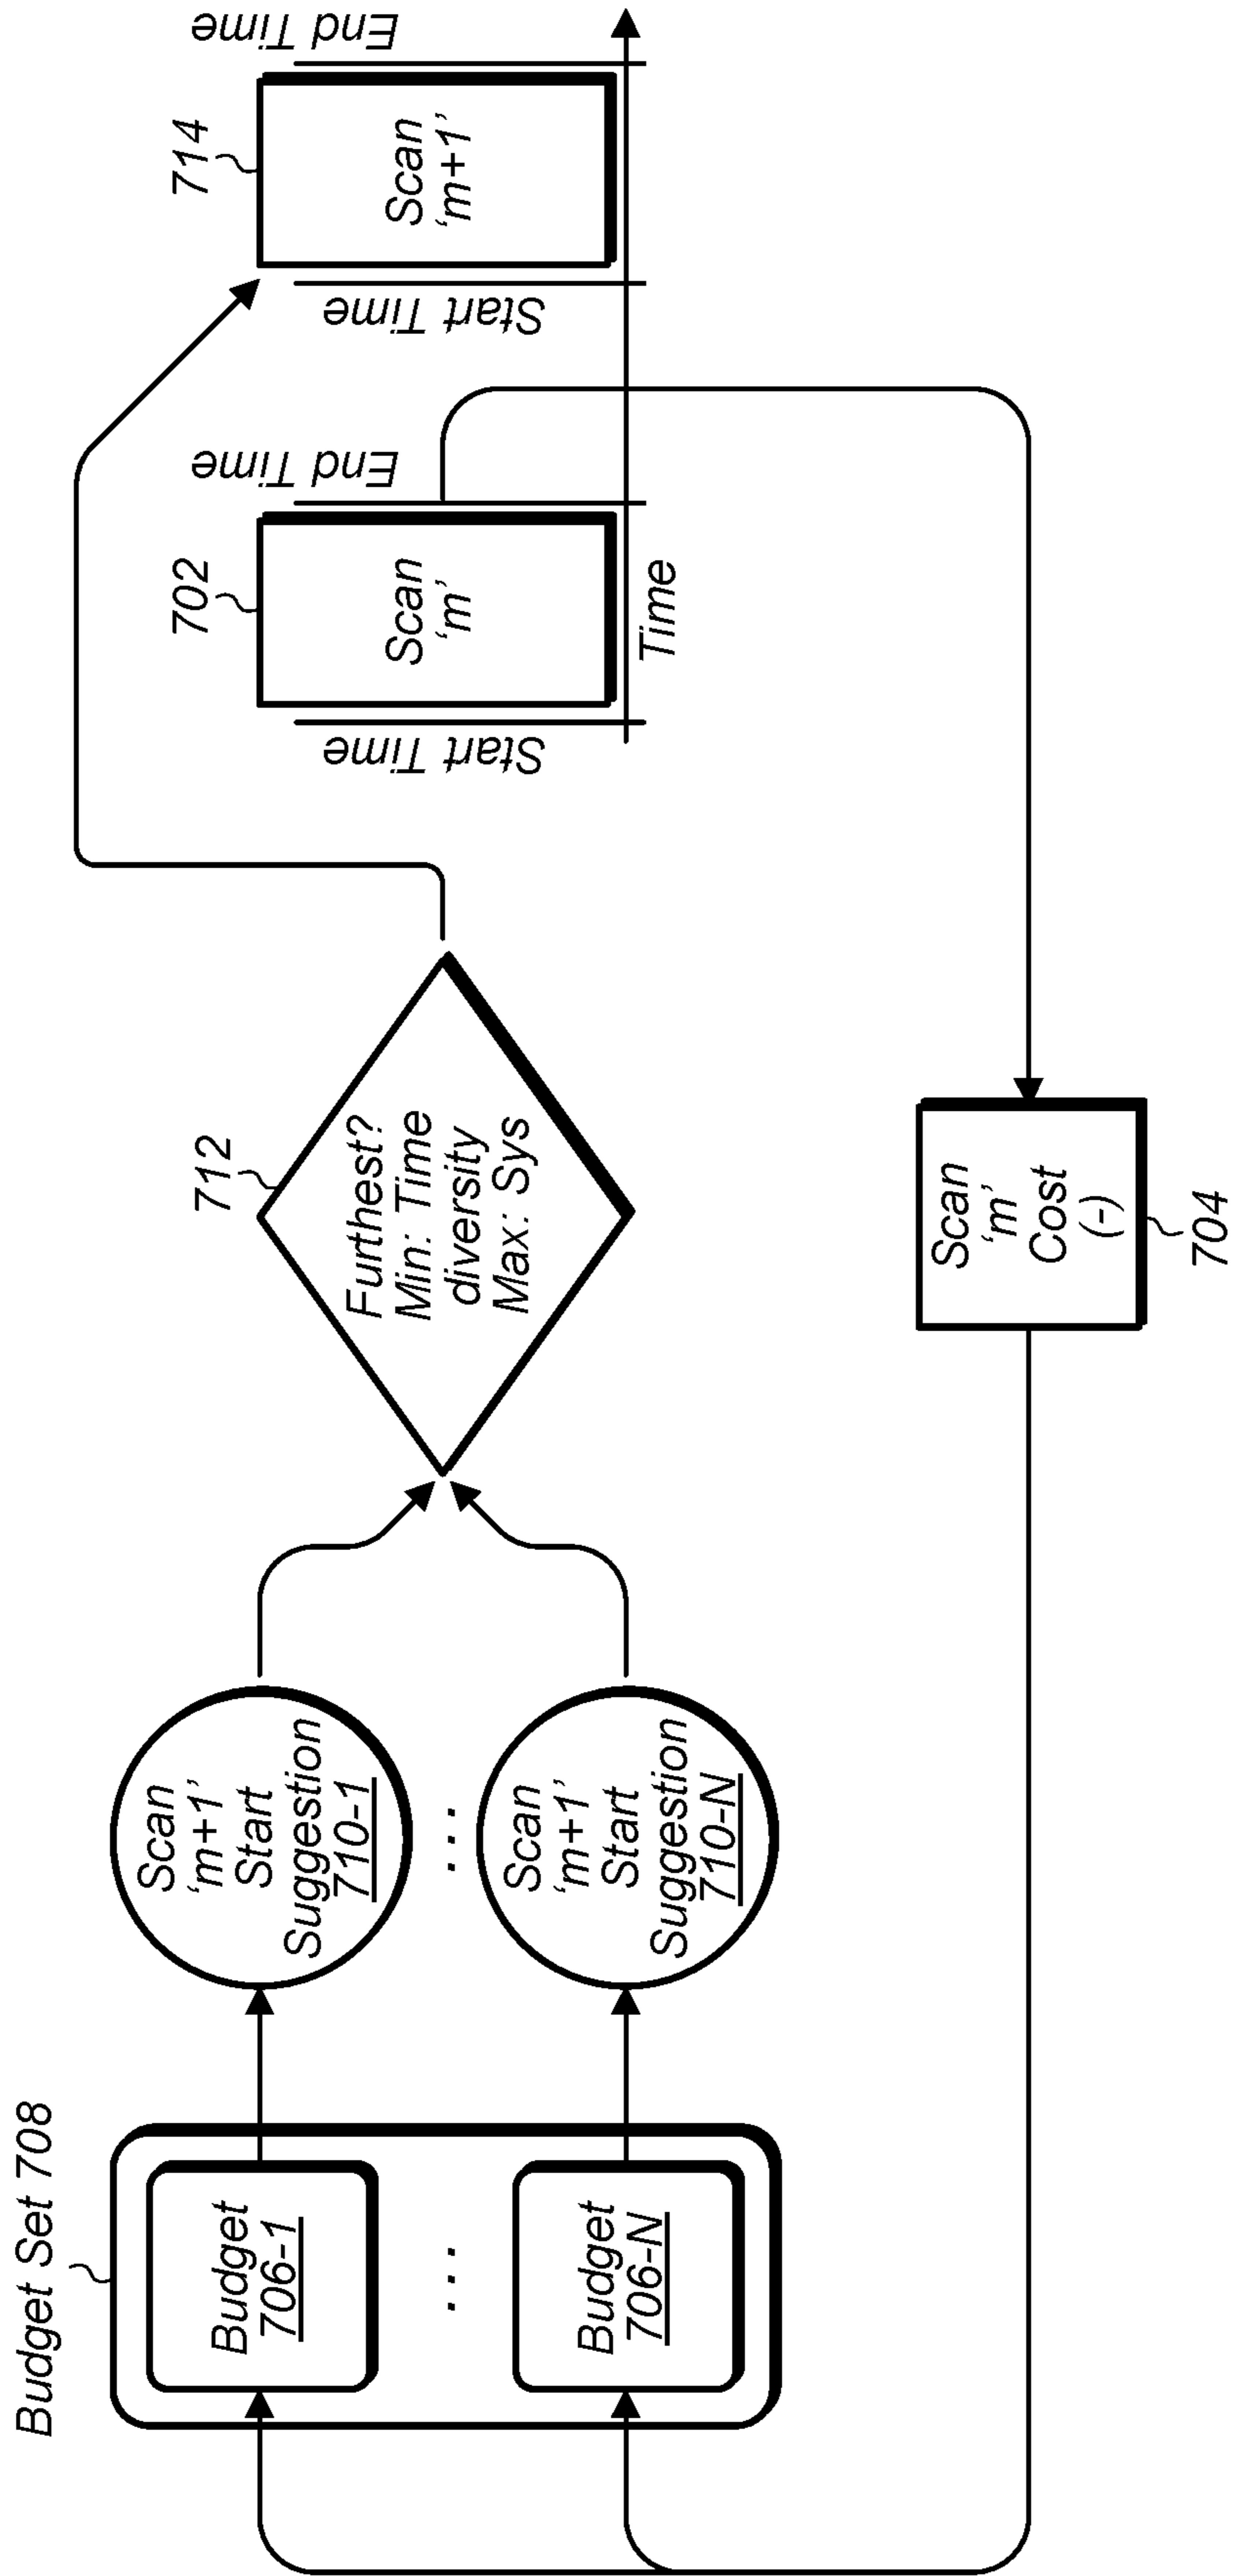 Budget Set 708
Budget
706-1
...
Budget
706-N
Scan
‘m+1’
Start
Suggestion
710-1
...
Scan
‘m+1’
Start
Suggestion
710-N
712
Furthest?
Min: Time
diversity
Max: Sys
Scan
‘m’
Cost
(-)
704
702
Start Time
Scan
‘m’
End Time
Time
714
Start Time
Scan
‘m+1’
End Time